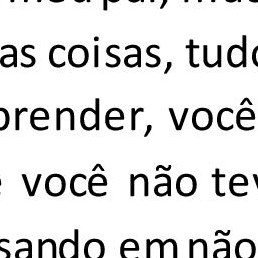 as coisas, tudo
prender, você
você não tev
sando em não